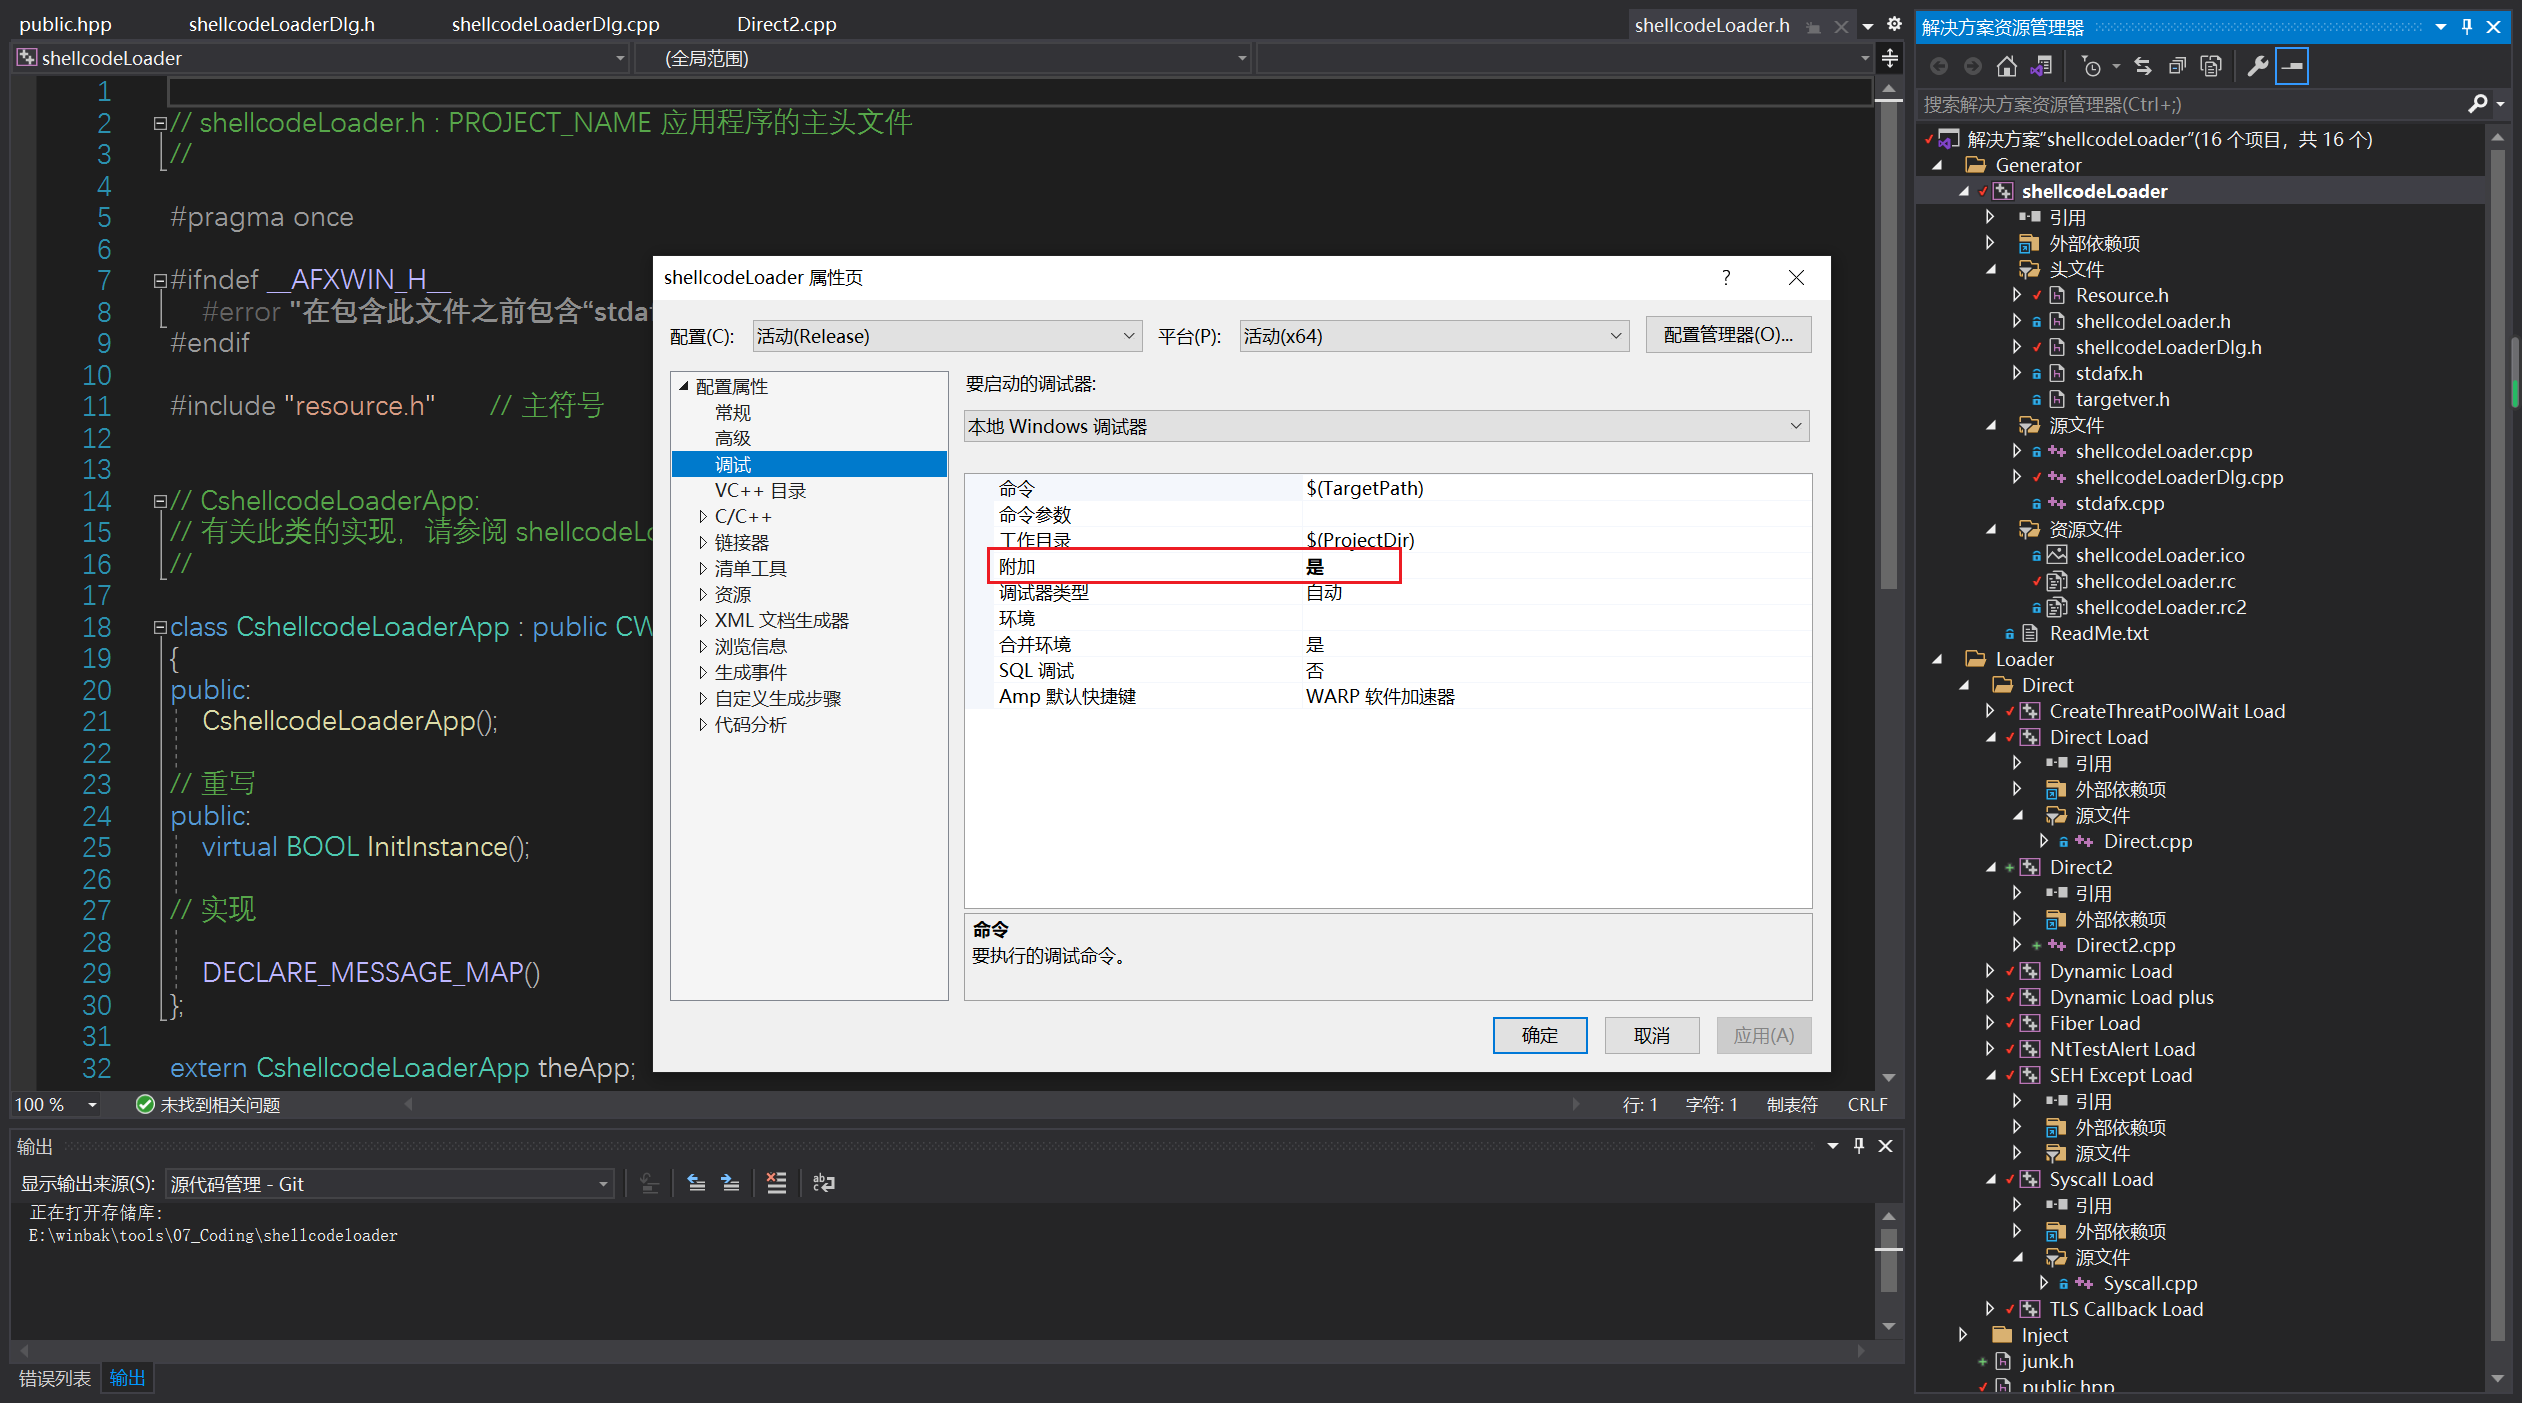 public.hpp
shellcodeLoaderDlg.h
shellcodeLoaderDlg.cpp
Direct2.cpp
shellcodeLoader.h
shellcodeLoader
(全局范围)
1
2 // shellcodeLoader.h : PROJECT_NAME 应用程序的主头文件
3 //
4
5 #pragma once
6
7 #ifndef __AFXWIN_H__
8 #error "在包含此文件之前包含“stdaf
9 #endif
10
11 #include "resource.h" // 主符号
12
13
14 // CshellcodeLoaderApp:
15 // 有关此类的实现，请参阅 shellcodeLo
16 //
17
18 class CshellcodeLoaderApp : public CW
19 {
20 public:
21 CshellcodeLoaderApp();
22
23 // 重写
24 public:
25 virtual BOOL InitInstance();
26
27 // 实现
28
29 DECLARE_MESSAGE_MAP()
30 };
31
32 extern CshellcodeLoaderApp theApp;
100 %
未找到相关问题
行: 1
字符: 1
制表符
CRLF
shellcodeLoader 属性页
?
配置(C):
活动(Release)
平台(P):
活动(x64)
配置管理器(O)...
配置属性
常规
高级
调试
VC++ 目录
C/C++
链接器
清单工具
资源
XML 文档生成器
浏览信息
生成事件
自定义生成步骤
代码分析
要启动的调试器:
本地 Windows 调试器
命令 $(TargetPath)
命令参数
工作目录 $(ProjectDir)
附加 是
调试器类型 自动
环境
合并环境 是
SQL 调试 否
Amp 默认快捷键 WARP 软件加速器
命令
要执行的调试命令。
确定
取消
应用(A)
输出
显示输出来源(S):
源代码管理 - Git
正在打开存储库:
E:\winbak\tools\07_Coding\shellcodeloader
错误列表
输出
解决方案资源管理器
搜索解决方案资源管理器(Ctrl+;)
解决方案“shellcodeLoader”(16 个项目，共 16 个)
Generator
shellcodeLoader
引用
外部依赖项
头文件
Resource.h
shellcodeLoader.h
shellcodeLoaderDlg.h
stdafx.h
targetver.h
源文件
shellcodeLoader.cpp
shellcodeLoaderDlg.cpp
stdafx.cpp
资源文件
shellcodeLoader.ico
shellcodeLoader.rc
shellcodeLoader.rc2
ReadMe.txt
Loader
Direct
CreateThreatPoolWait Load
Direct Load
引用
外部依赖项
源文件
Direct.cpp
Direct2
引用
外部依赖项
Direct2.cpp
Dynamic Load
Dynamic Load plus
Fiber Load
NtTestAlert Load
SEH Except Load
引用
外部依赖项
源文件
Syscall Load
引用
外部依赖项
源文件
Syscall.cpp
TLS Callback Load
Inject
junk.h
public.hpp